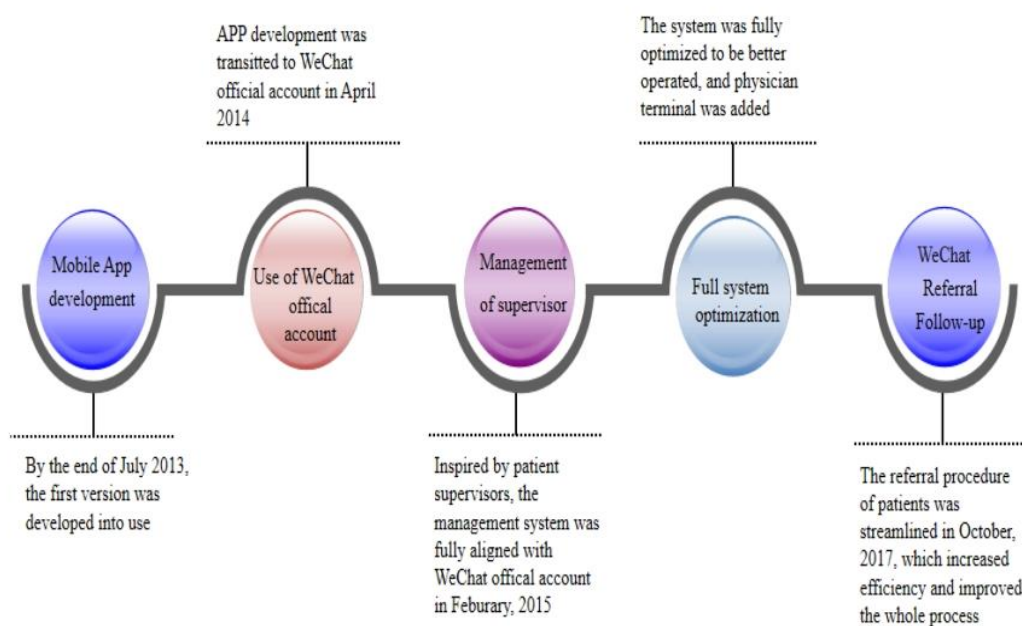 APP development was
transitted to WeChat
official account in April
2014
The system was fully
optimized to be better
operated, and physician
terminal was added
Mobile App
development
Use of WeChat
offical
account
Management
of supervisor
Full system
optimization
WeChat
Referral
Follow-up
By the end of July 2013,
the first version was
developed into use
Inspired by patient
supervisors, the
management system was
fully aligned with
WeChat offical account
in Feburary, 2015
The referral procedure
of patients was
streamlined in October,
2017, which increased
efficiency and improved
the whole process